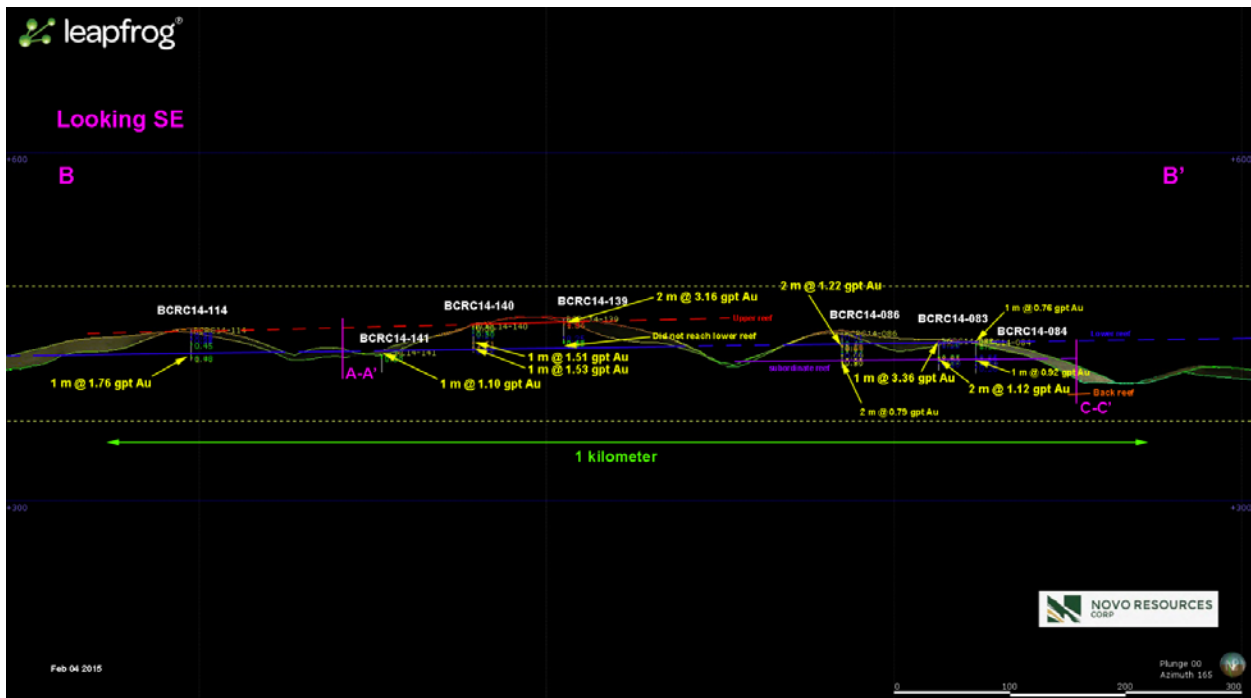 leapfrog®
Looking SE
+600
+600
B
B'
BCRC14-114
BCRC14-140
BCRC14-139
2 m @ 3.16 gpt Au
2 m @ 1.22 gpt Au
BCRC14-086
BCRC14-083
1 m @ 0.76 gpt Au
BCRC14-084
BCRC14-141
Upper reef
Did not reach lower reef
Lower reef
1 m @ 1.76 gpt Au
A-A'
1 m @ 1.10 gpt Au
1 m @ 1.51 gpt Au
1 m @ 1.53 gpt Au
subordinate reef
1 m @ 3.36 gpt Au
1 m @ 0.92 gpt Au
2 m @ 1.12 gpt Au
2 m @ 0.79 gpt Au
Back reef
C-C'
1 kilometer
+300
+300
NOVO RESOURCES
CORP
Feb 04 2015
Plunge 00
Azimuth 165
0 100 200 300